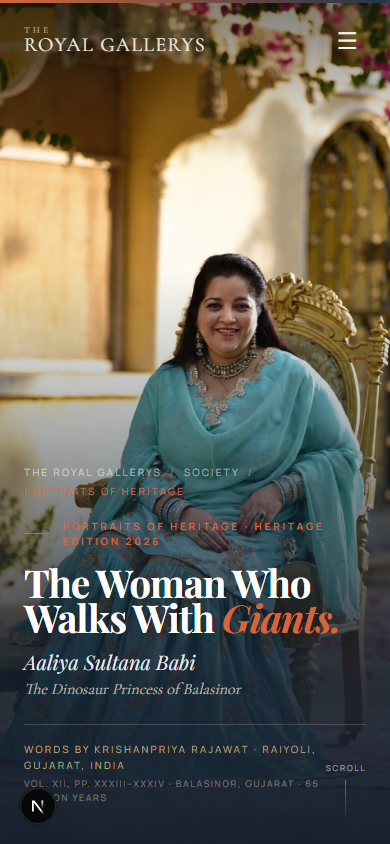 THE
ROYAL GALLERYS
THE ROYAL GALLERYS / SOCIETY /
PORTRAITS OF HERITAGE
PORTRAITS OF HERITAGE · HERITAGE
EDITION 2026
The Woman Who
Walks With Giants.
Aaliya Sultana Babi
The Dinosaur Princess of Balasinor
WORDS BY KRISHANPRIYA RAJAWAT · RAIYOLI,
GUJARAT, INDIA
SCROLL
VOL. XII, PP. XXXIII–XXXIV · BALASINOR, GUJARAT · 65
ON YEARS
N